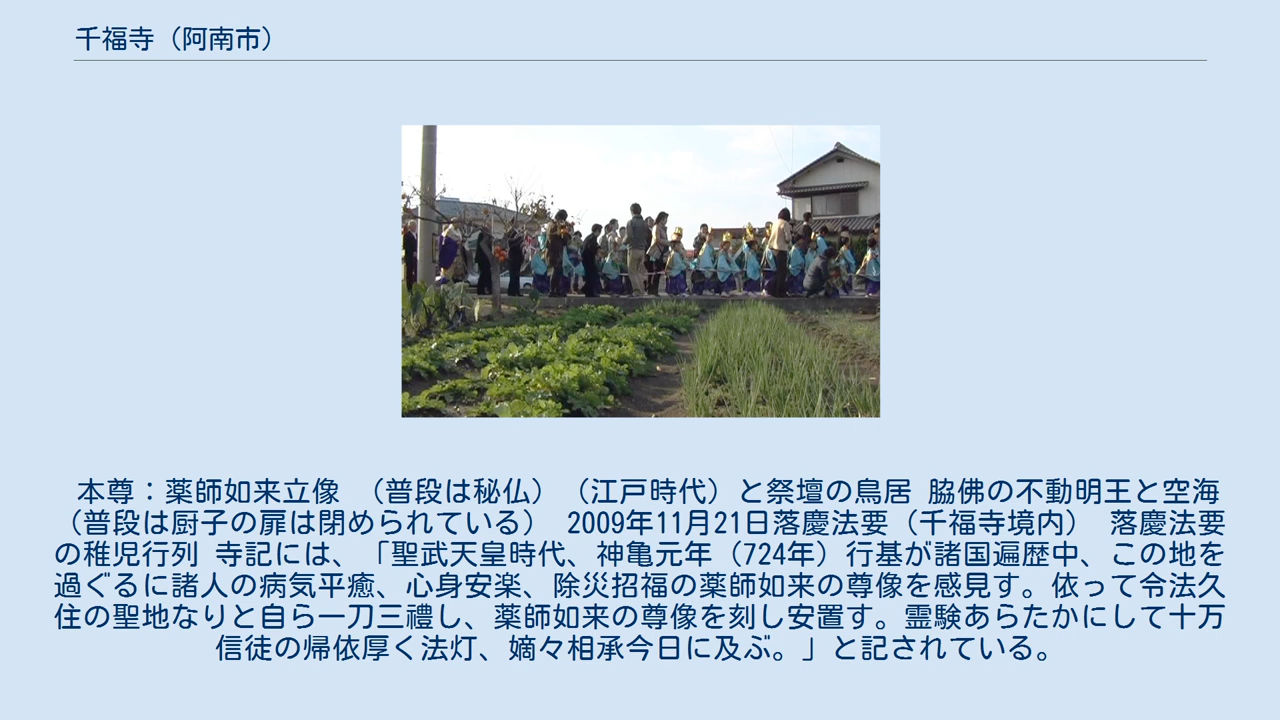 千福寺（阿南市）
本尊：薬師如来立像 （普段は秘仏）（江戸時代）と祭壇の鳥居 脇佛の不動明王と空海
（普段は厨子の扉は閉められている） 2009年11月21日落慶法要（千福寺境内） 落慶法要
の稚児行列 寺記には、「聖武天皇時代、神亀元年（724年）行基が諸国遍歴中、この地を
過ぐるに諸人の病気平癒、心身安楽、除災招福の薬師如来の尊像を感見す。依って令法久
住の聖地なりと自ら一刀三禮し、薬師如来の尊像を刻し安置す。霊験あらたかにして十万
信徒の帰依厚く法灯、嫡々相承今日に及ぶ。」と記されている。